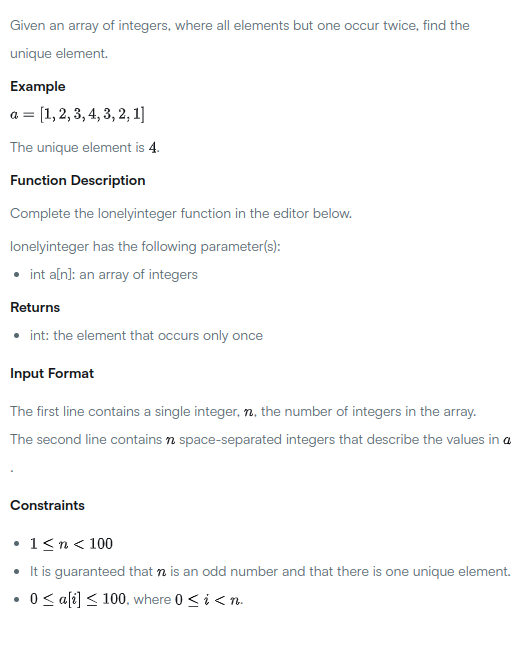 Given an array of integers, where all elements but one occur twice, find the
unique element.
Example
a = [1, 2, 3, 4, 3, 2, 1]
The unique element is 4.
Function Description
Complete the lonelyinteger function in the editor below.
lonelyinteger has the following parameter(s):
• int a[n]: an array of integers
Returns
• int: the element that occurs only once
Input Format
The first line contains a single integer, n, the number of integers in the array.
The second line contains n space-separated integers that describe the values in a
.
Constraints
• 1 ≤ n < 100
• It is guaranteed that n is an odd number and that there is one unique element.
• 0 ≤ a[i] ≤ 100, where 0 ≤ i < n.